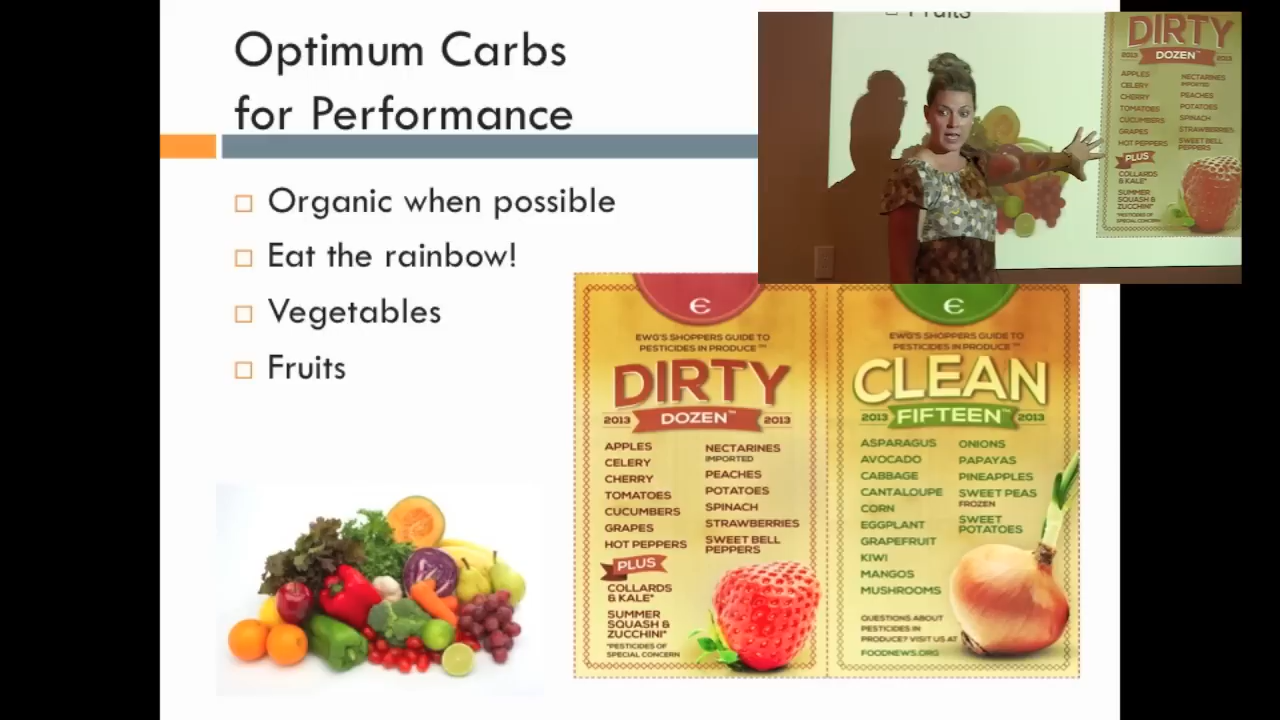 Optimum Carbs
for Performance
Organic when possible
Eat the rainbow!
Vegetables
Fruits
EWG'S SHOPPERS GUIDE TO
PESTICIDES IN PRODUCE™
DIRTY
2013 DOZEN™ 2013
APPLES
CELERY
CHERRY
TOMATOES
CUCUMBERS
GRAPES
HOT PEPPERS
PLUS
COLLARDS
& KALE*
SUMMER
SQUASH &
ZUCCHINI*
*PESTICIDES OF
SPECIAL CONCERN
NECTARINES
IMPORTED
PEACHES
POTATOES
SPINACH
STRAWBERRIES
SWEET BELL
PEPPERS
EWG'S SHOPPERS GUIDE TO
PESTICIDES IN PRODUCE™
CLEAN
2013 FIFTEEN™ 2013
ASPARAGUS
AVOCADO
CABBAGE
CANTALOUPE
CORN
EGGPLANT
GRAPEFRUIT
KIWI
MANGOS
MUSHROOMS
ONIONS
PAPAYAS
PINEAPPLES
SWEET PEAS
FROZEN
SWEET
POTATOES
QUESTIONS ABOUT
PESTICIDES IN
PRODUCE? VISIT US AT
FOODNEWS.ORG
Fruits
DIRTY
2013 DOZEN™ 2013
APPLES
CELERY
CHERRY
TOMATOES
CUCUMBERS
GRAPES
HOT PEPPERS
PLUS
COLLARDS
& KALE*
SUMMER
SQUASH &
ZUCCHINI*
*PESTICIDES OF
SPECIAL CONCERN
NECTARINES
IMPORTED
PEACHES
POTATOES
SPINACH
STRAWBERRIES
SWEET BELL
PEPPERS